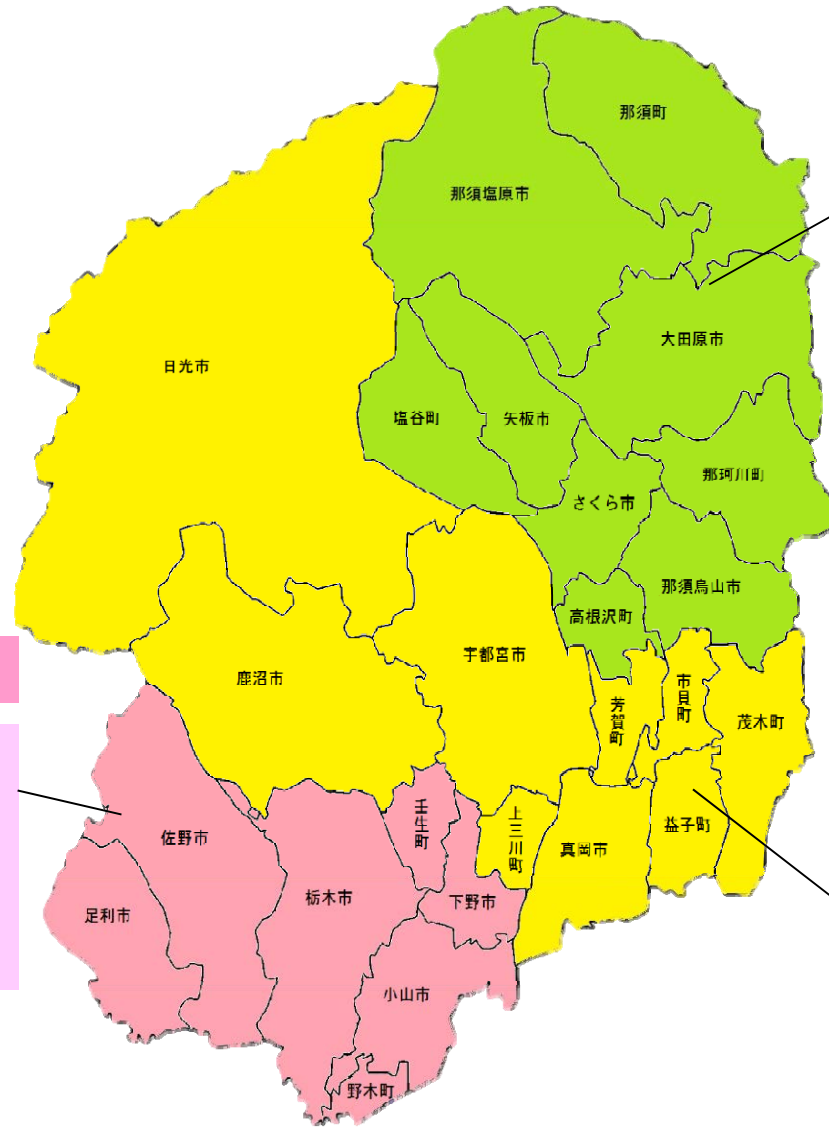 那須町
那須塩原市
大田原市
日光市
塩谷町
矢板市
那珂川町
さくら市
那須烏山市
高根沢町
宇都宮市
鹿沼市
市貝町
芳賀町
茂木町
壬生町
上三川町
益子町
佐野市
真岡市
栃木市
下野市
足利市
小山市
野木町